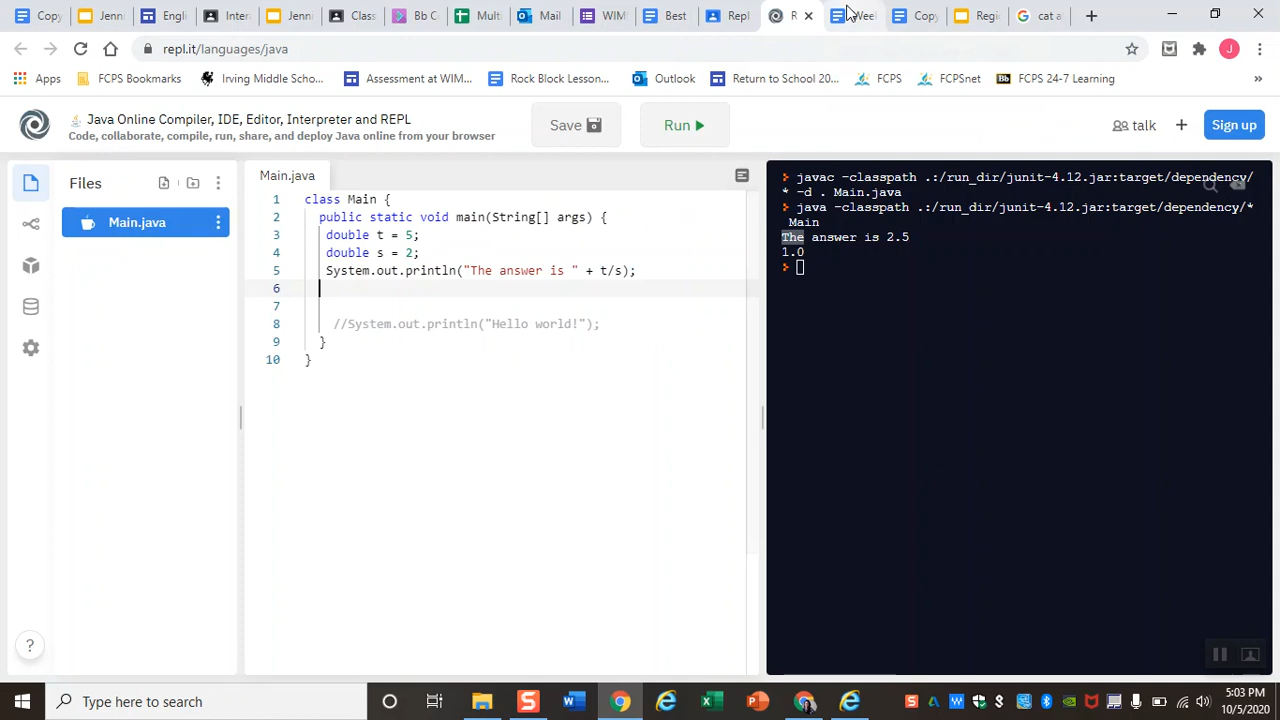 Copy
Jenn
Engl
Inter
Jenn
Class
Bb C
Multi
Mail
WIM
Best
Repl
R
Wee
Copy
Regi
cat a
repl.it/languages/java
J
Apps
FCPS Bookmarks
Irving Middle Scho...
Assessment at WIM...
Rock Block Lesson...
Outlook
Return to School 20...
FCPS
FCPSnet
Bb
FCPS 24-7 Learning
»
Java Online Compiler, IDE, Editor, Interpreter and REPL
Code, collaborate, compile, run, share, and deploy Java online from your browser
Save
Run
talk
+
Sign up
Files
Main.java
Main.java
1 class Main {
2 public static void main(String[] args) {
3 double t = 5;
4 double s = 2;
5 System.out.println("The answer is " + t/s);
6
7
8 //System.out.println("Hello world!");
9 }
10 }
javac -classpath .:/run_dir/junit-4.12.jar:target/dependency/
* -d . Main.java
java -classpath .:/run_dir/junit-4.12.jar:target/dependency/*
Main
The answer is 2.5
1.0
?
Type here to search
5:03 PM
10/5/2020